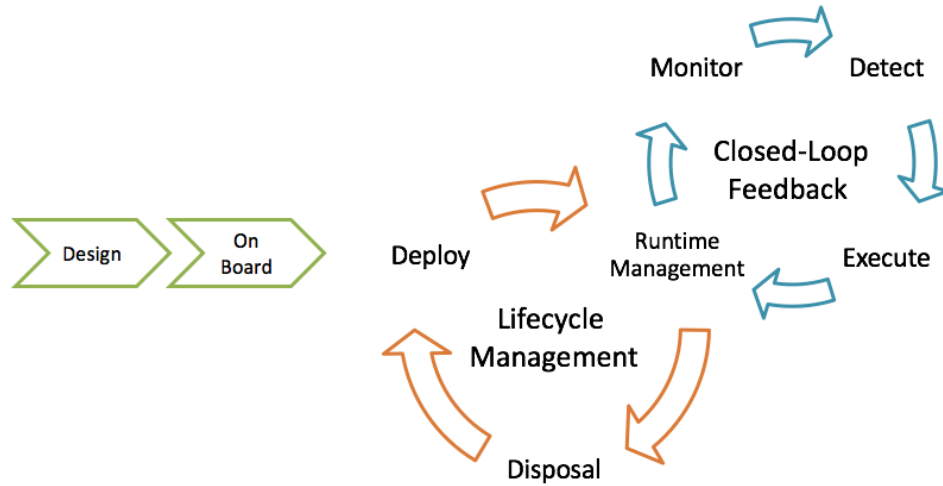 Monitor
Detect
Closed-Loop
Feedback
Design
On
Board
Deploy
Runtime
Management
Execute
Lifecycle
Management
Disposal